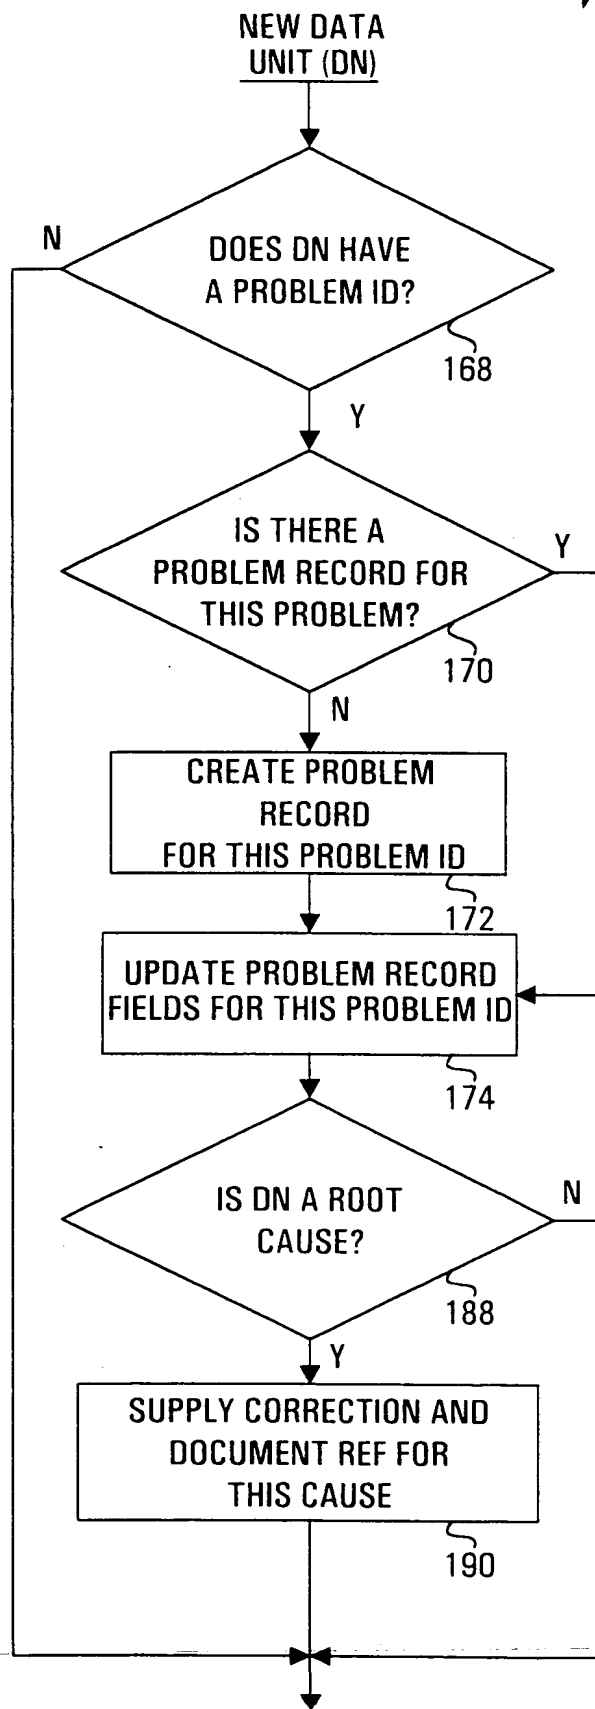 NEW DATA
UNIT (DN)
N
DOES DN HAVE
A PROBLEM ID?
168
Y
IS THERE A
PROBLEM RECORD FOR
THIS PROBLEM?
Y
170
N
CREATE PROBLEM
RECORD
FOR THIS PROBLEM ID
172
UPDATE PROBLEM RECORD
FIELDS FOR THIS PROBLEM ID
174
IS DN A ROOT
CAUSE?
N
188
Y
SUPPLY CORRECTION AND
DOCUMENT REF FOR
THIS CAUSE
190